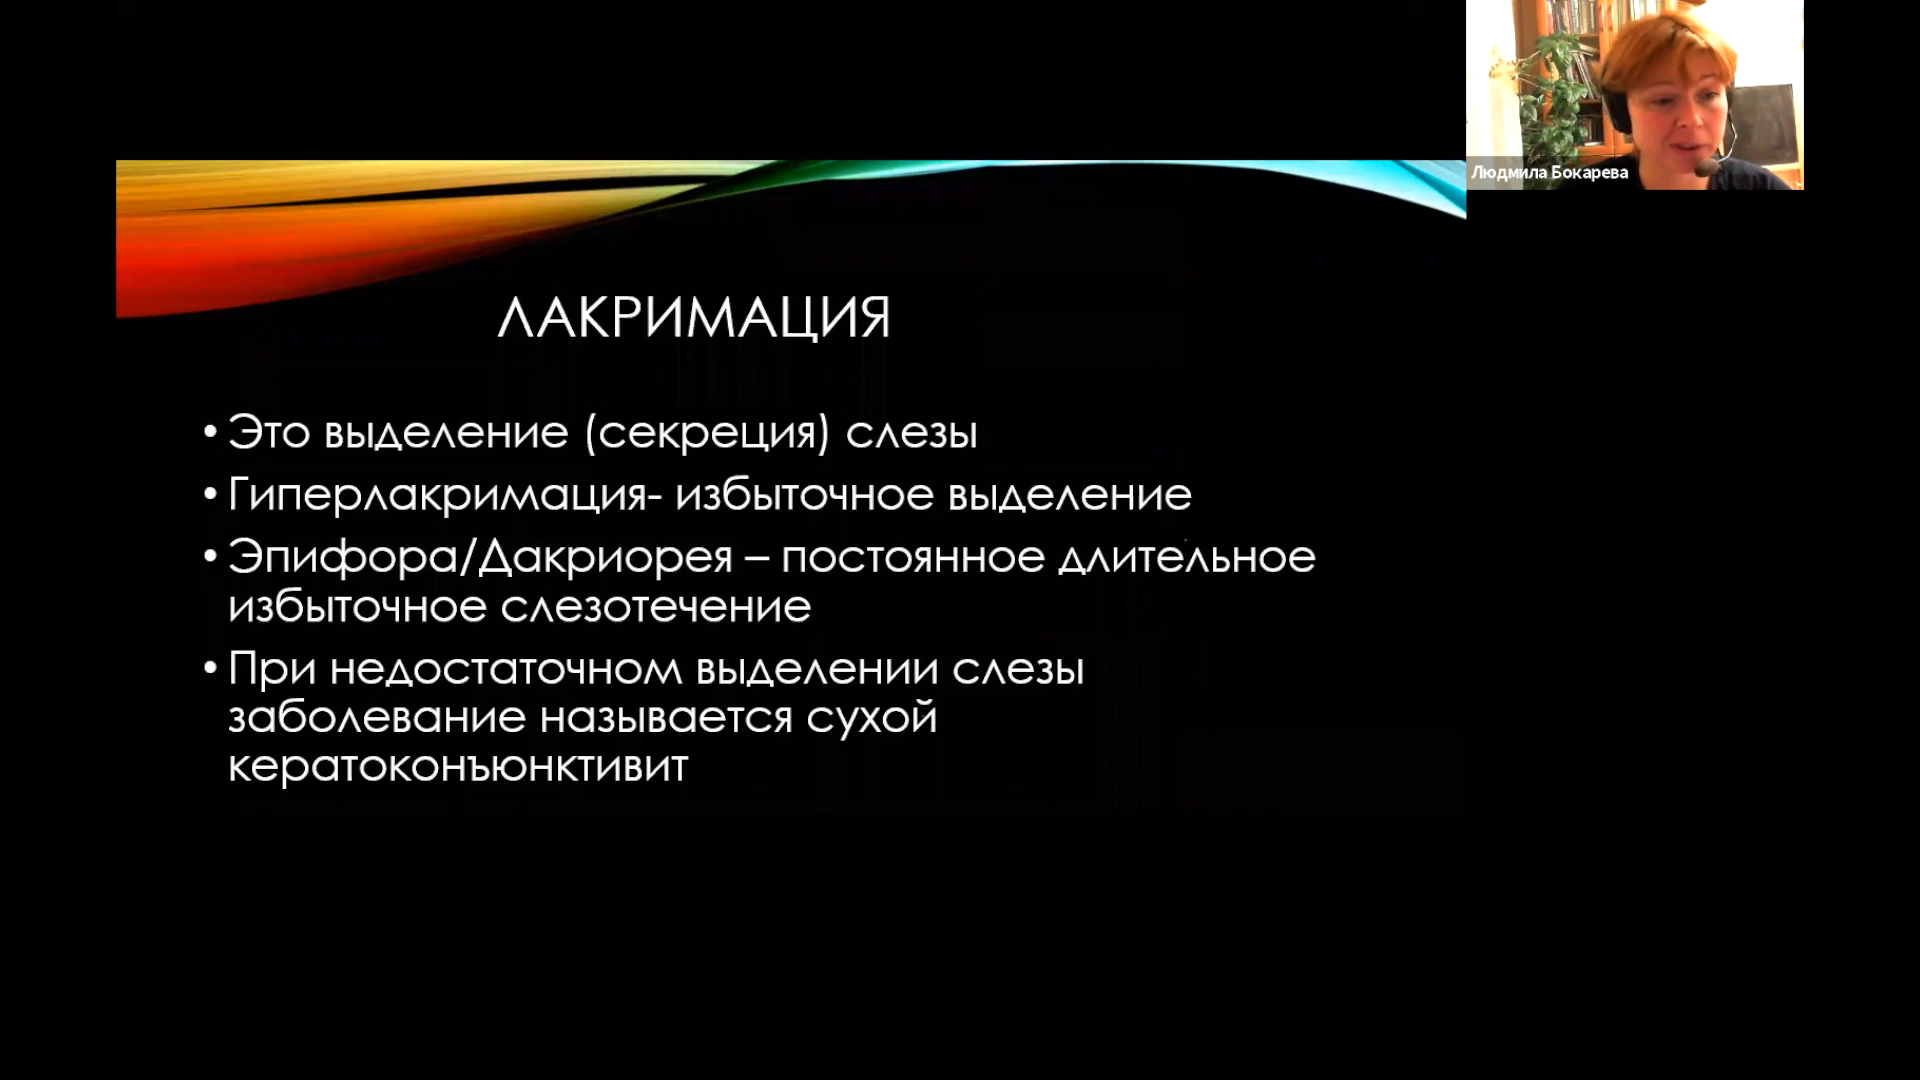 Людмила Бокарева
ЛАКРИМАЦИЯ
• Это выделение (секреция) слезы
• Гиперлакримация- избыточное выделение
• Эпифора/Дакриорея – постоянное длительное
избыточное слезотечение
• При недостаточном выделении слезы
заболевание называется сухой
кератоконъюнктивит